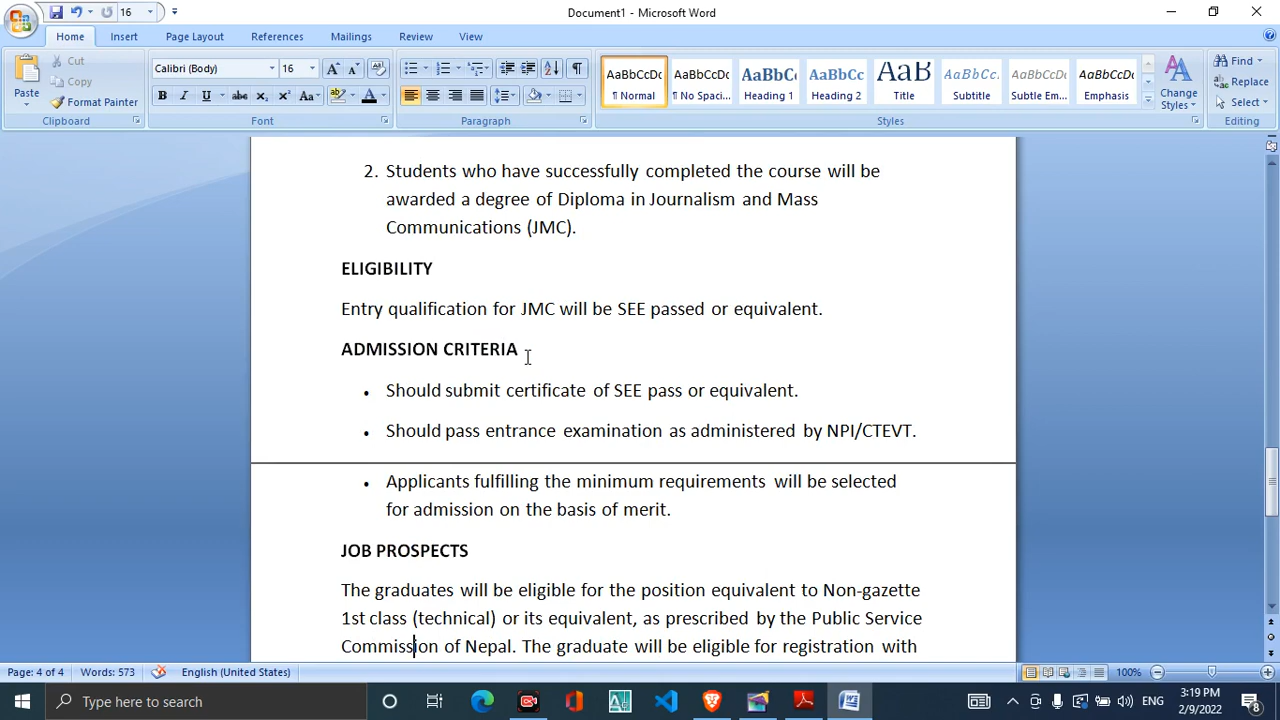 16
Document1 - Microsoft Word
Home Insert Page Layout References Mailings Review View
Paste
Cut
Copy
Format Painter
Clipboard
Calibri (Body) 16
Font
Paragraph
AaBbCcDc
¶ Normal
AaBbCcDc
¶ No Spaci...
AaBbC
Heading 1
AaBbCc
Heading 2
AaB
Title
AaBbCc.
Subtitle
AaBbCcDc
Subtle Em...
AaBbCcDc
Emphasis
Change
Styles
Styles
Find
Replace
Select
Editing
2. Students who have successfully completed the course will be
awarded a degree of Diploma in Journalism and Mass
Communications (JMC).
ELIGIBILITY
Entry qualification for JMC will be SEE passed or equivalent.
ADMISSION CRITERIA
• Should submit certificate of SEE pass or equivalent.
• Should pass entrance examination as administered by NPI/CTEVT.
• Applicants fulfilling the minimum requirements will be selected
for admission on the basis of merit.
JOB PROSPECTS
The graduates will be eligible for the position equivalent to Non-gazette
1st class (technical) or its equivalent, as prescribed by the Public Service
Commission of Nepal. The graduate will be eligible for registration with
Page: 4 of 4 Words: 573 English (United States) 100%
Type here to search
ENG
3:19 PM
2/9/2022
8